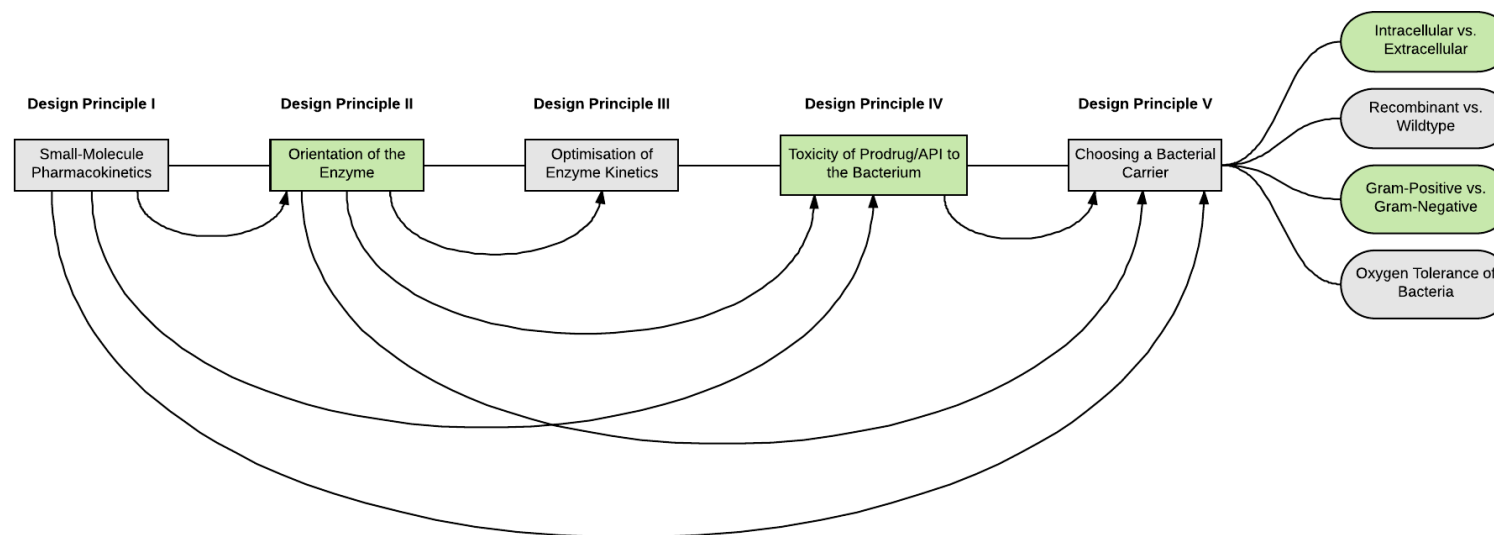 Design Principle I
Design Principle II
Design Principle III
Design Principle IV
Design Principle V
Small-Molecule
Pharmacokinetics
Orientation of the
Enzyme
Optimisation of
Enzyme Kinetics
Toxicity of Prodrug/API to
the Bacterium
Choosing a Bacterial
Carrier
Intracellular vs.
Extracellular
Recombinant vs.
Wildtype
Gram-Positive vs.
Gram-Negative
Oxygen Tolerance of
Bacteria